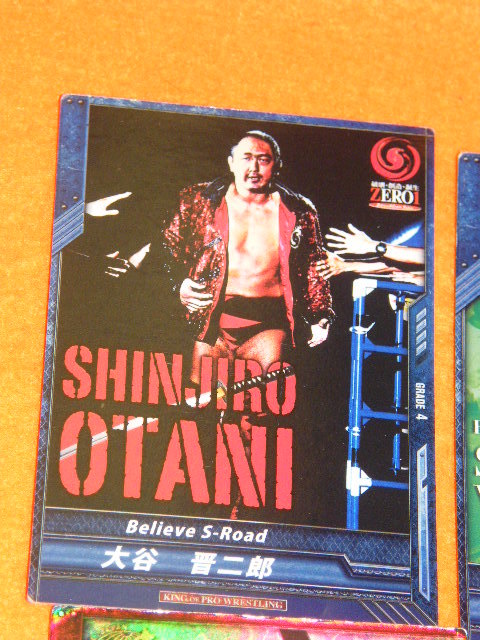 ZERO1
SHINJIRO
OTANI
GRADE 4
Believe S-Road
大谷 晋二郎
KING OF PRO WRESTLING